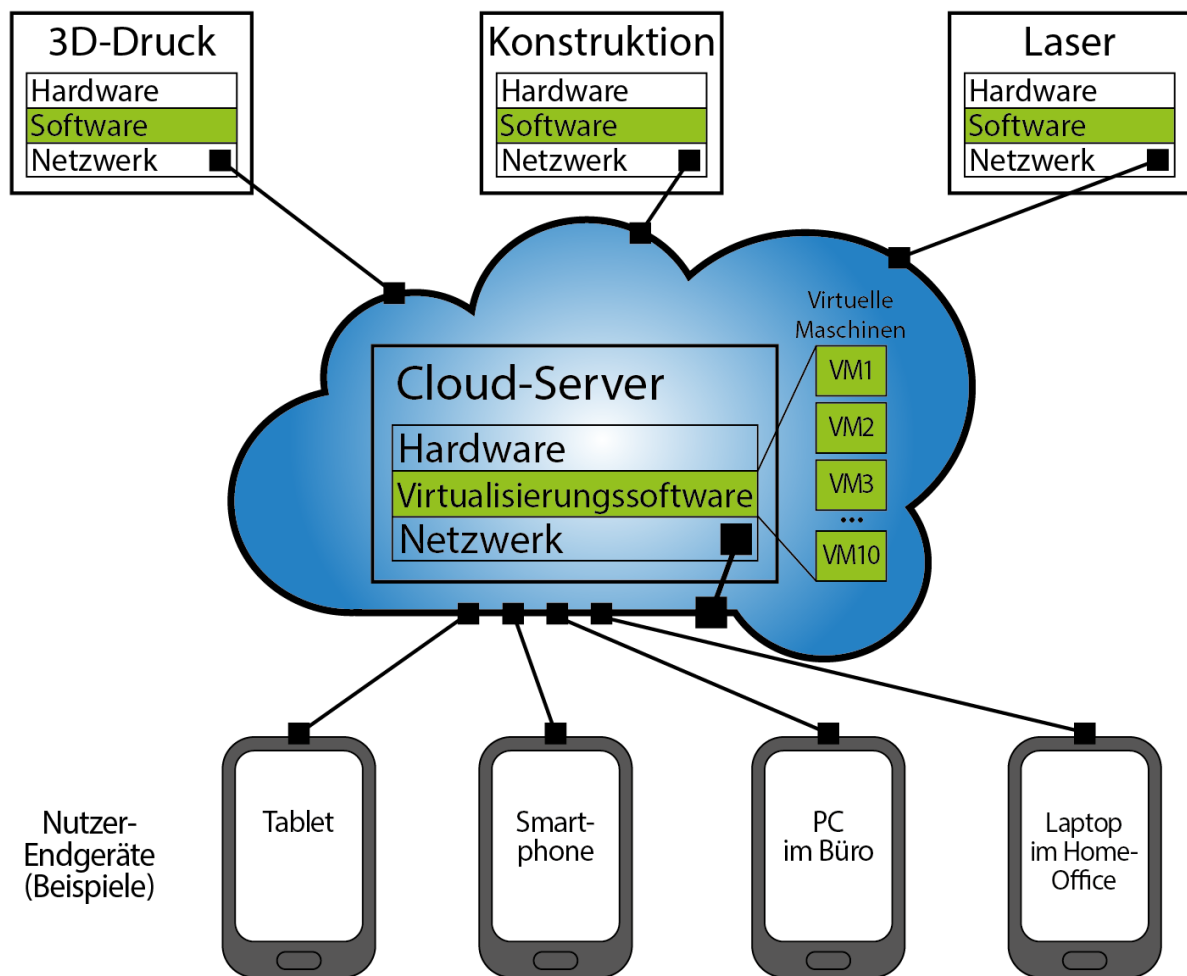 3D-Druck
Hardware
Software
Netzwerk
Konstruktion
Hardware
Software
Netzwerk
Laser
Hardware
Software
Netzwerk
Virtuelle
Maschinen
VM1
VM2
VM3
...
VM10
Cloud-Server
Hardware
Virtualisierungssoftware
Netzwerk
Nutzer-
Endgeräte
(Beispiele)
Tablet
Smart-
phone
PC
im Büro
Laptop
im Home-
Office